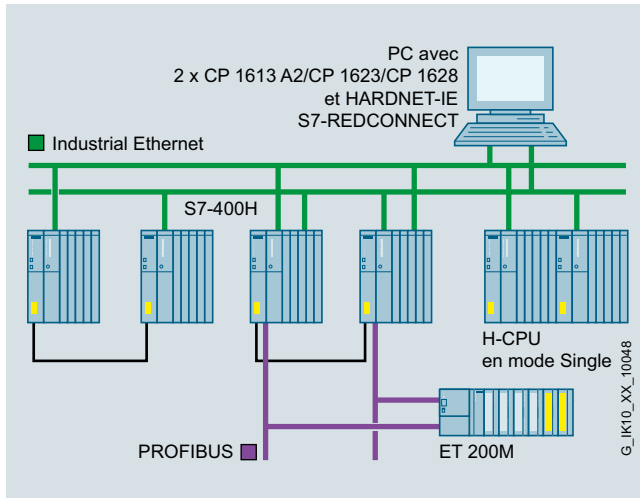 PC avec
2 x CP 1613 A2/CP 1623/CP 1628
et HARDNET-IE
S7-REDCONNECT
Industrial Ethernet
S7-400H
H-CPU
en mode Single
PROFIBUS
ET 200M
G_IK10_XX_10048